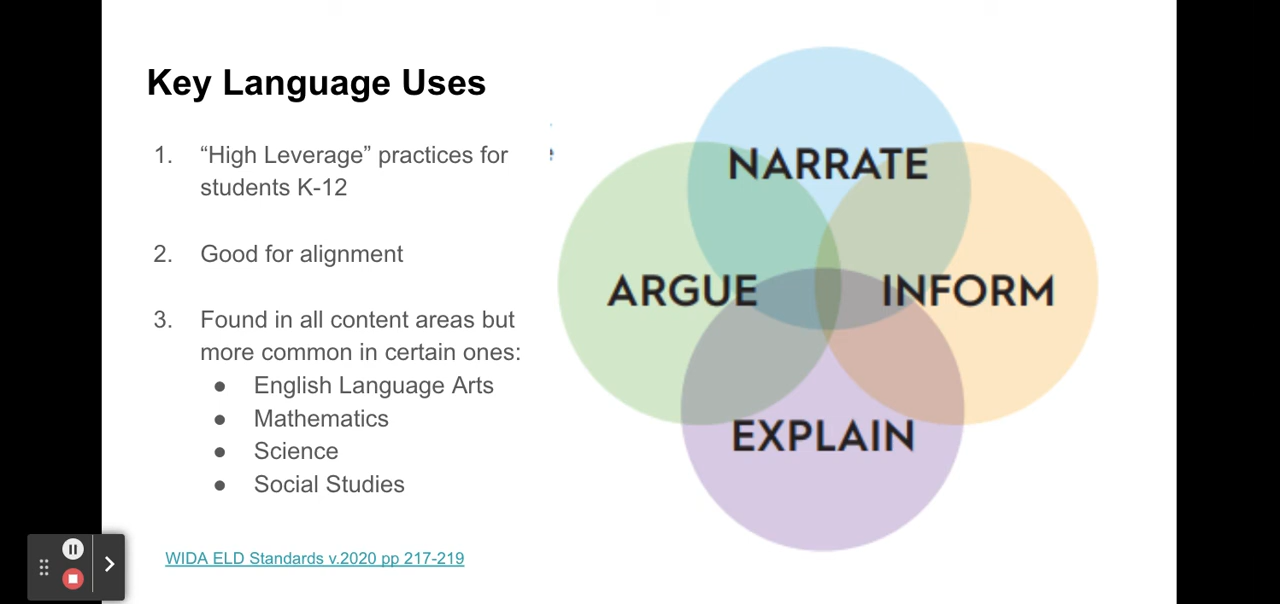 Key Language Uses
1. “High Leverage” practices for
students K-12
2. Good for alignment
3. Found in all content areas but
more common in certain ones:
● English Language Arts
● Mathematics
● Science
● Social Studies
WIDA ELD Standards v.2020 pp 217-219
NARRATE
ARGUE
INFORM
EXPLAIN